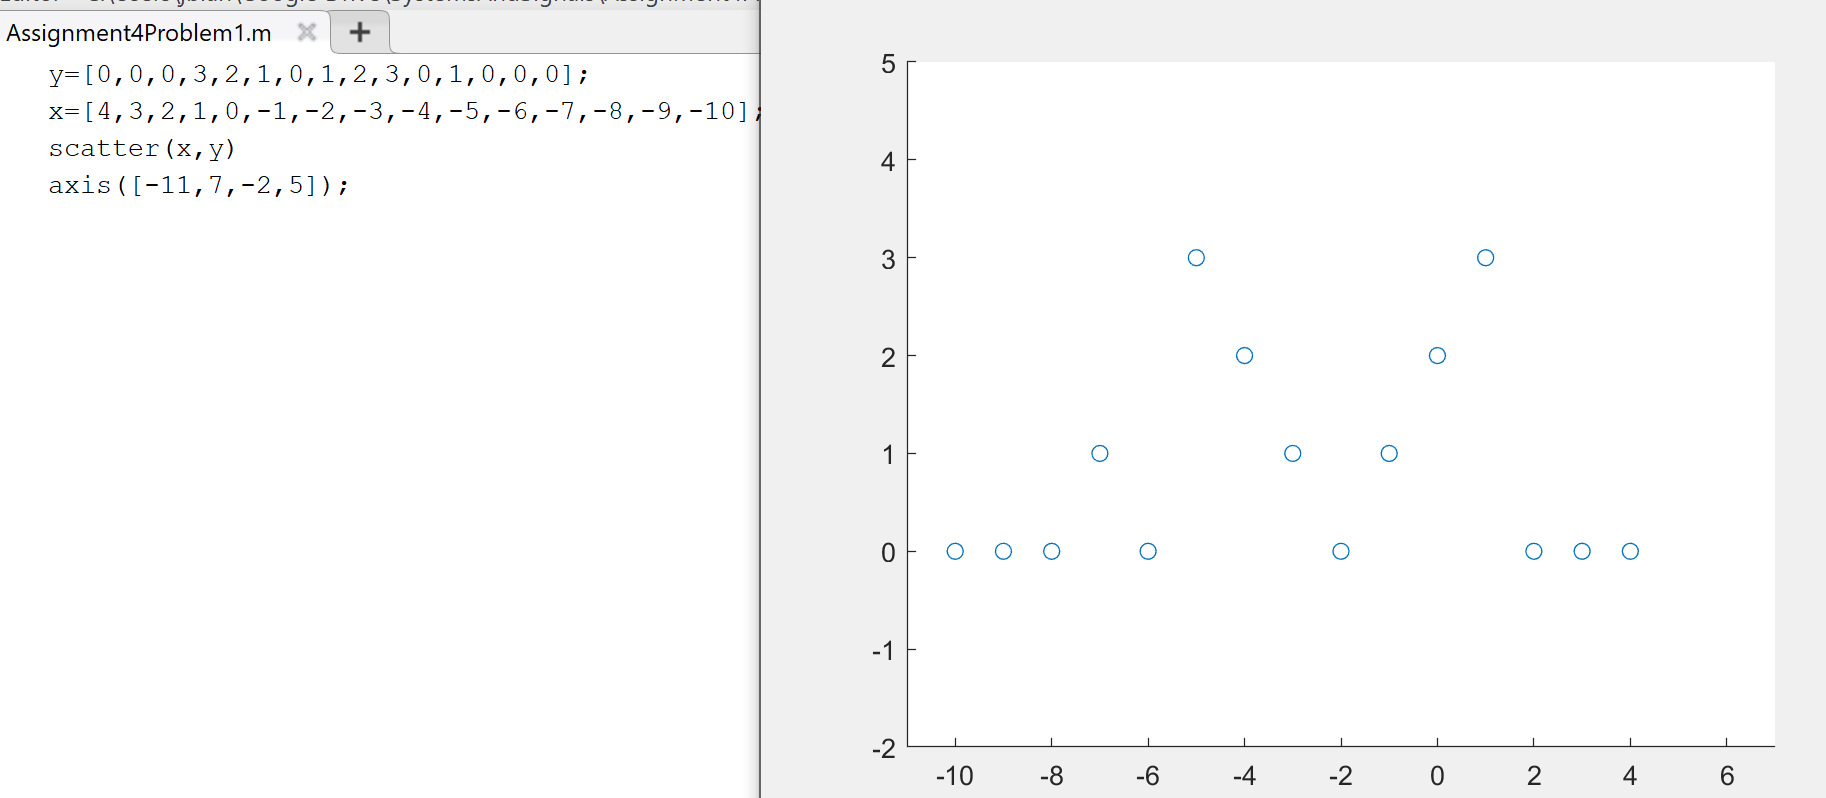 Assignment4Problem1.m
y=[0,0,0,3,2,1,0,1,2,3,0,1,0,0,0];
x=[4,3,2,1,0,-1,-2,-3,-4,-5,-6,-7,-8,-9,-10];
scatter(x,y)
axis([-11,7,-2,5]);
5
4
3
2
1
0
-1
-2
-10 -8 -6 -4 -2 0 2 4 6